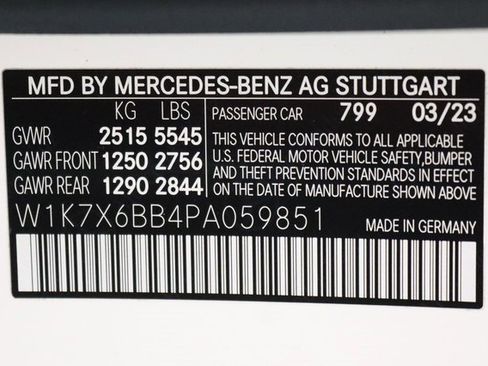 MFD BY MERCEDES-BENZ AG STUTTGART
KG LBS PASSENGER CAR 799 03/23
GVWR 2515 5545
GAWR FRONT 1250 2756
GAWR REAR 1290 2844
THIS VEHICLE CONFORMS TO ALL APPLICABLE
U.S. FEDERAL MOTOR VEHICLE SAFETY, BUMPER
AND THEFT PREVENTION STANDARDS IN EFFECT
ON THE DATE OF MANUFACTURE SHOWN ABOVE
W1K7X6BB4PA059851 MADE IN GERMANY